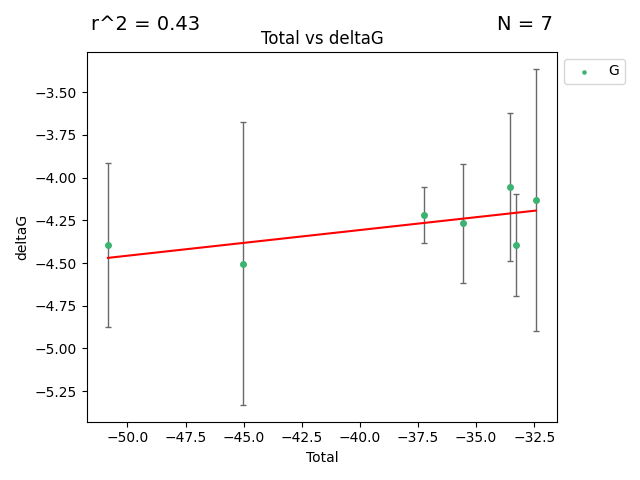 r^2 = 0.43
N = 7
Total vs deltaG
G
−3.50
−3.75
−4.00
−4.25
−4.50
−4.75
−5.00
−5.25
deltaG
−50.0
−47.5
−45.0
−42.5
−40.0
−37.5
−35.0
−32.5
Total